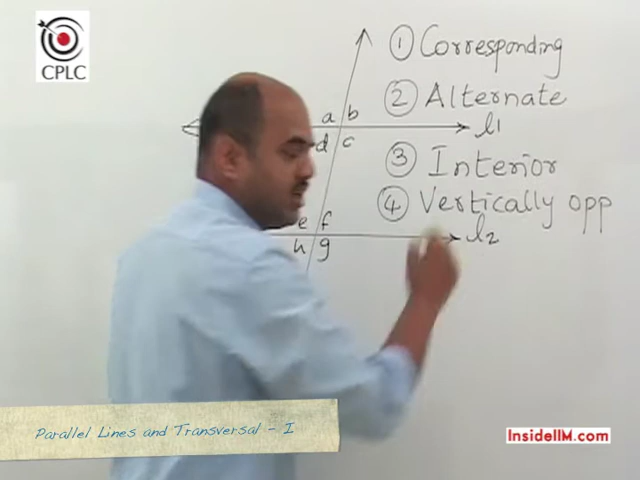 CPLC
① Corresponding
② Alternate
a b
l1
d c
③ Interior
④ Vertically opp
e f
l2
h g
Parallel Lines and Transversal - I
InsideIIM.com